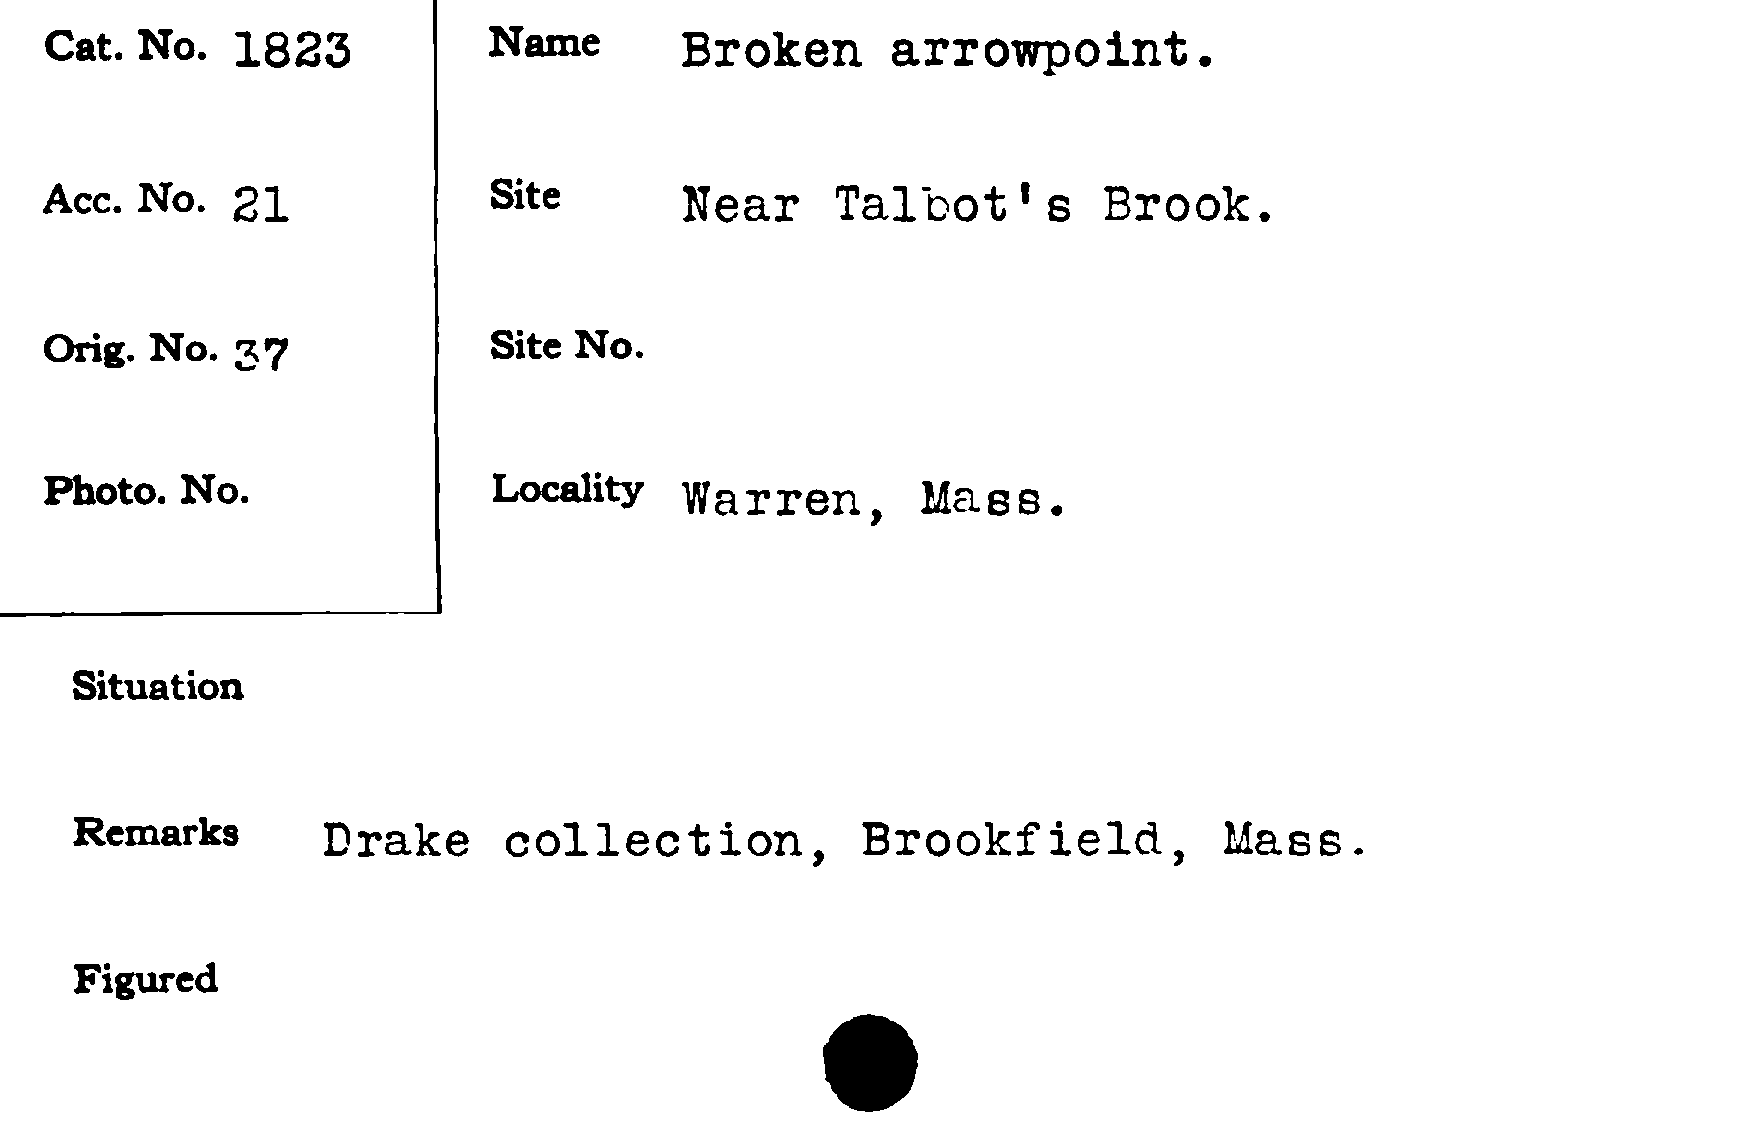 Cat. No. 1823
Acc. No. 21
Orig. No. 37
Photo. No.
Name Broken arrowpoint.
Site Near Talbot's Brook.
Site No.
Locality Warren, Mass.
Situation
Remarks Drake collection, Brookfield, Mass.
Figured